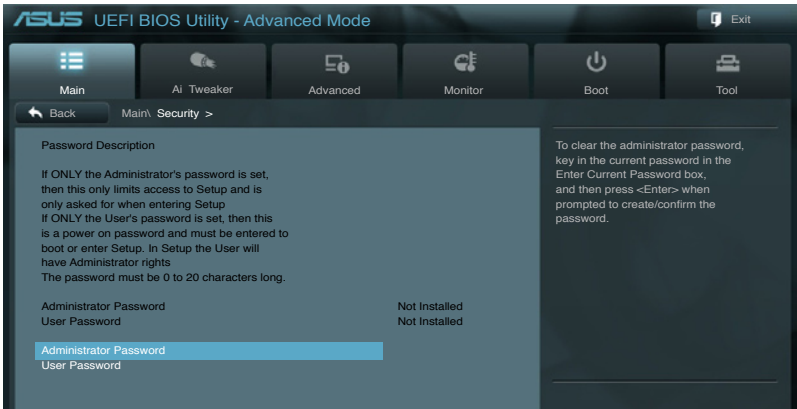 ASUS UEFI BIOS Utility - Advanced Mode
Exit
Main
Ai Tweaker
Advanced
Monitor
Boot
Tool
Back
Main\ Security >
Password Description
If ONLY the Administrator's password is set,
then this only limits access to Setup and is
only asked for when entering Setup
If ONLY the User's password is set, then this
is a power on password and must be entered to
boot or enter Setup. In Setup the User will
have Administrator rights
The password must be 0 to 20 characters long.
Administrator Password Not Installed
User Password Not Installed
Administrator Password
User Password
To clear the administrator password,
key in the current password in the
Enter Current Password box,
and then press <Enter> when
prompted to create/confirm the
password.